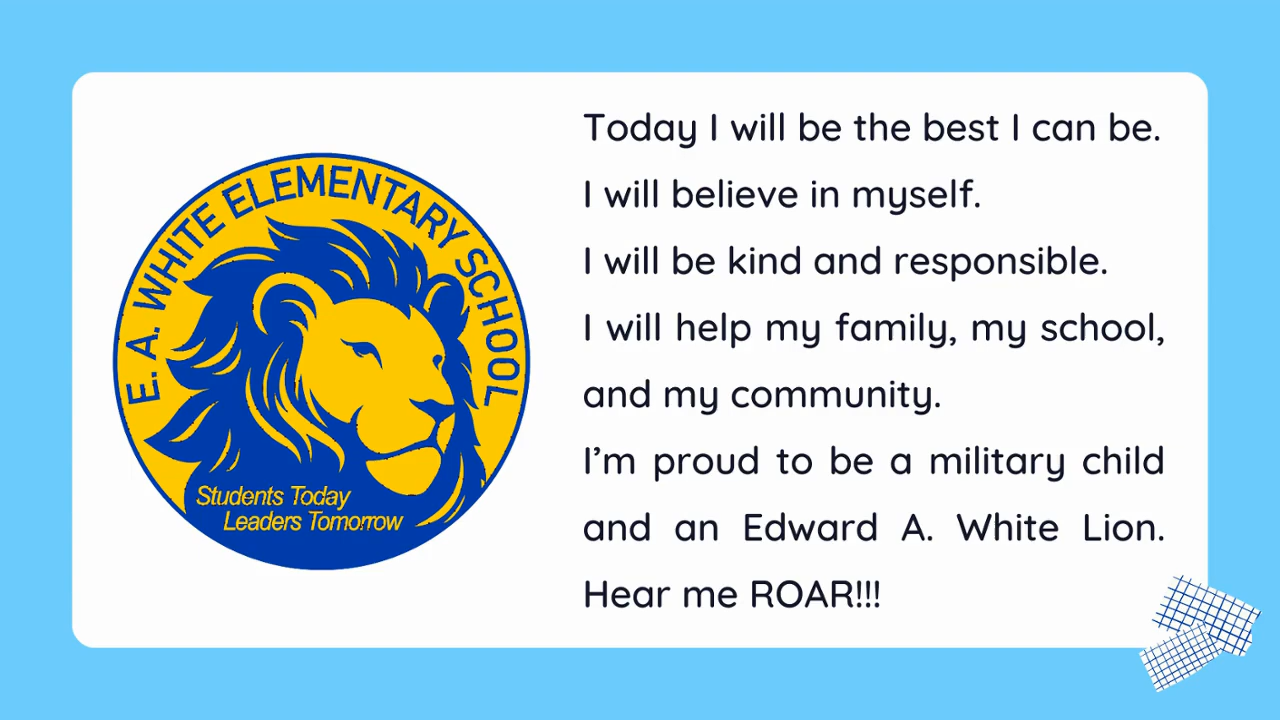 E. A. WHITE ELEMENTARY SCHOOL
Students Today
Leaders Tomorrow
Today I will be the best I can be.
I will believe in myself.
I will be kind and responsible.
I will help my family, my school,
and my community.
I’m proud to be a military child
and an Edward A. White Lion.
Hear me ROAR!!!